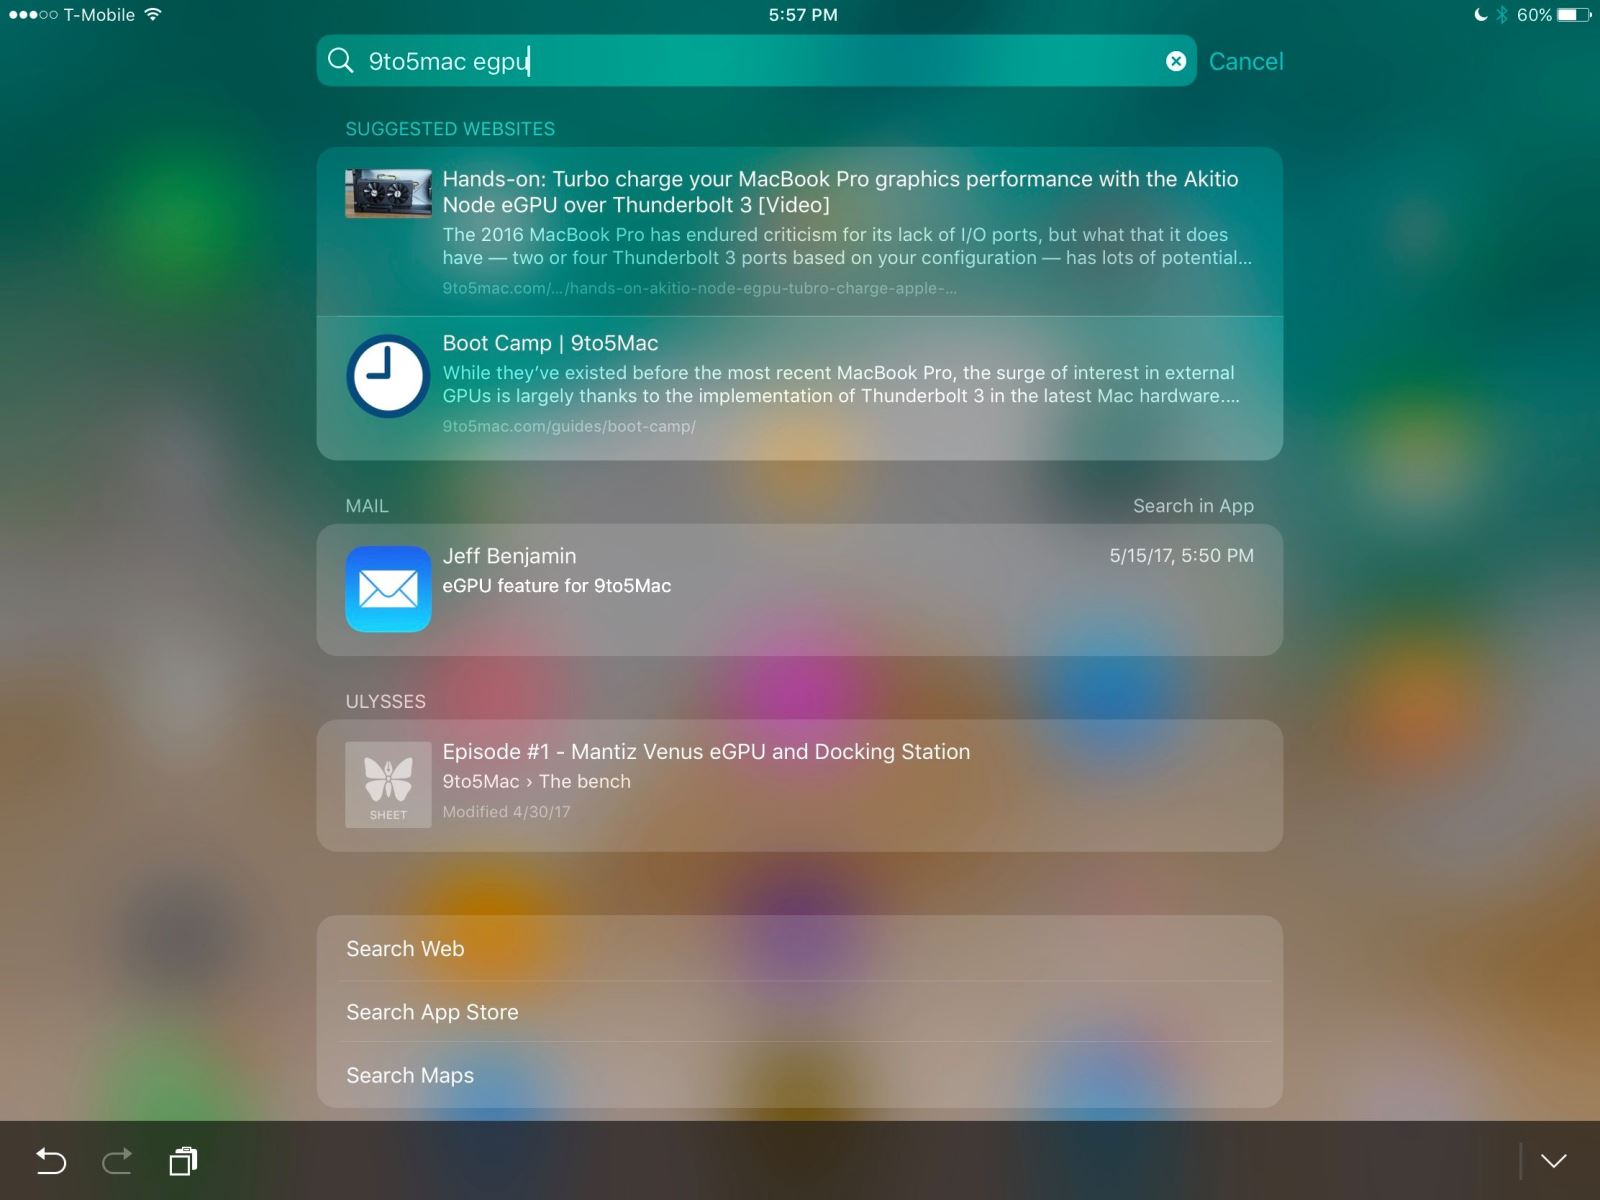 T-Mobile 5:57 PM 60%
9to5mac egpu Cancel
SUGGESTED WEBSITES
Hands-on: Turbo charge your MacBook Pro graphics performance with the Akitio
Node eGPU over Thunderbolt 3 [Video]
The 2016 MacBook Pro has endured criticism for its lack of I/O ports, but what that it does
have — two or four Thunderbolt 3 ports based on your configuration — has lots of potential...
9to5mac.com/.../hands-on-akitio-node-egpu-tubro-charge-apple-...
Boot Camp | 9to5Mac
While they've existed before the most recent MacBook Pro, the surge of interest in external
GPUs is largely thanks to the implementation of Thunderbolt 3 in the latest Mac hardware....
9to5mac.com/guides/boot-camp/
MAIL Search in App
Jeff Benjamin 5/15/17, 5:50 PM
eGPU feature for 9to5Mac
ULYSSES
Episode #1 - Mantiz Venus eGPU and Docking Station
9to5Mac › The bench
SHEET Modified 4/30/17
Search Web
Search App Store
Search Maps